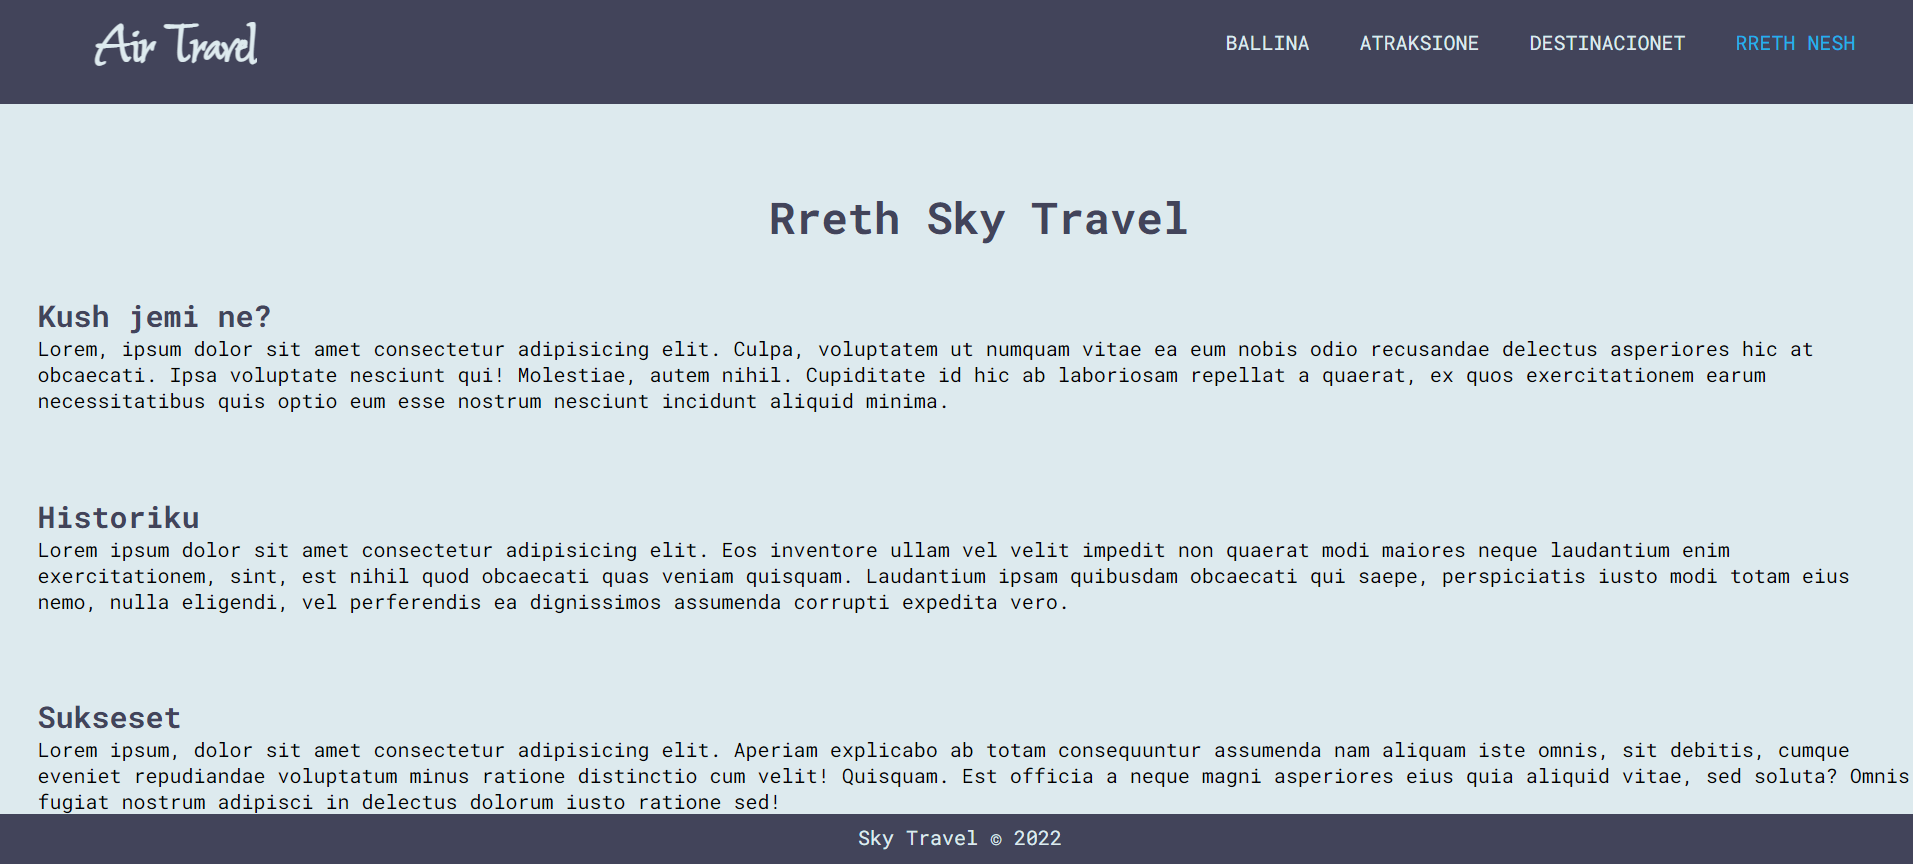 Air Travel
BALLINA ATRAKSIONE DESTINACIONET RRETH NESH
Rreth Sky Travel
Kush jemi ne?
Lorem, ipsum dolor sit amet consectetur adipisicing elit. Culpa, voluptatem ut numquam vitae ea eum nobis odio recusandae delectus asperiores hic at
obcaecati. Ipsa voluptate nesciunt qui! Molestiae, autem nihil. Cupiditate id hic ab laboriosam repellat a quaerat, ex quos exercitationem earum
necessitatibus quis optio eum esse nostrum nesciunt incidunt aliquid minima.
Historiku
Lorem ipsum dolor sit amet consectetur adipisicing elit. Eos inventore ullam vel velit impedit non quaerat modi maiores neque laudantium enim
exercitationem, sint, est nihil quod obcaecati quas veniam quisquam. Laudantium ipsam quibusdam obcaecati qui saepe, perspiciatis iusto modi totam eius
nemo, nulla eligendi, vel perferendis ea dignissimos assumenda corrupti expedita vero.
Sukseset
Lorem ipsum, dolor sit amet consectetur adipisicing elit. Aperiam explicabo ab totam consequuntur assumenda nam aliquam iste omnis, sit debitis, cumque
eveniet repudiandae voluptatum minus ratione distinctio cum velit! Quisquam. Est officia a neque magni asperiores eius quia aliquid vitae, sed soluta? Omnis
fugiat nostrum adipisci in delectus dolorum iusto ratione sed!
Sky Travel © 2022